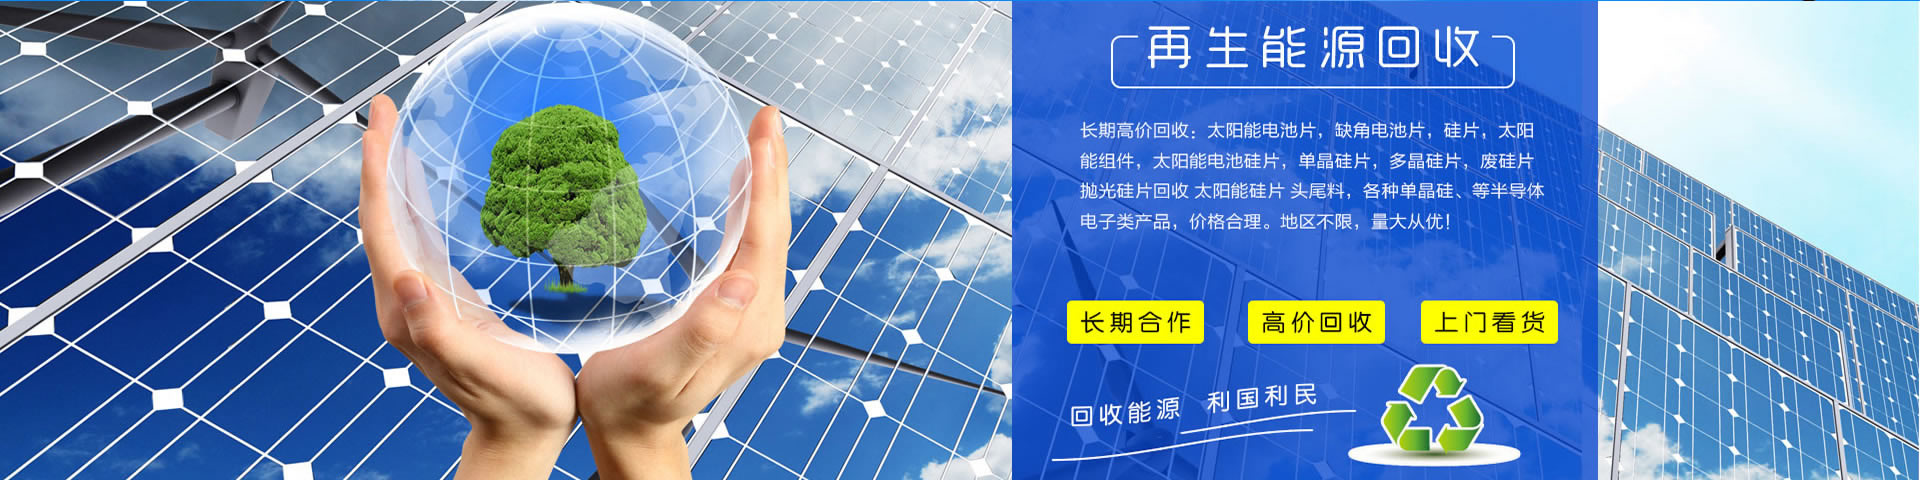 再生能源回收
长期高价回收：太阳能电池片，缺角电池片，硅片，太阳
能组件，太阳能电池硅片，单晶硅片，多晶硅片，废硅片
抛光硅片回收 太阳能硅片 头尾料，各种单晶硅、等半导体
电子类产品，价格合理。地区不限，量大从优！
长期合作
高价回收
上门看货
回收能源 利国利民